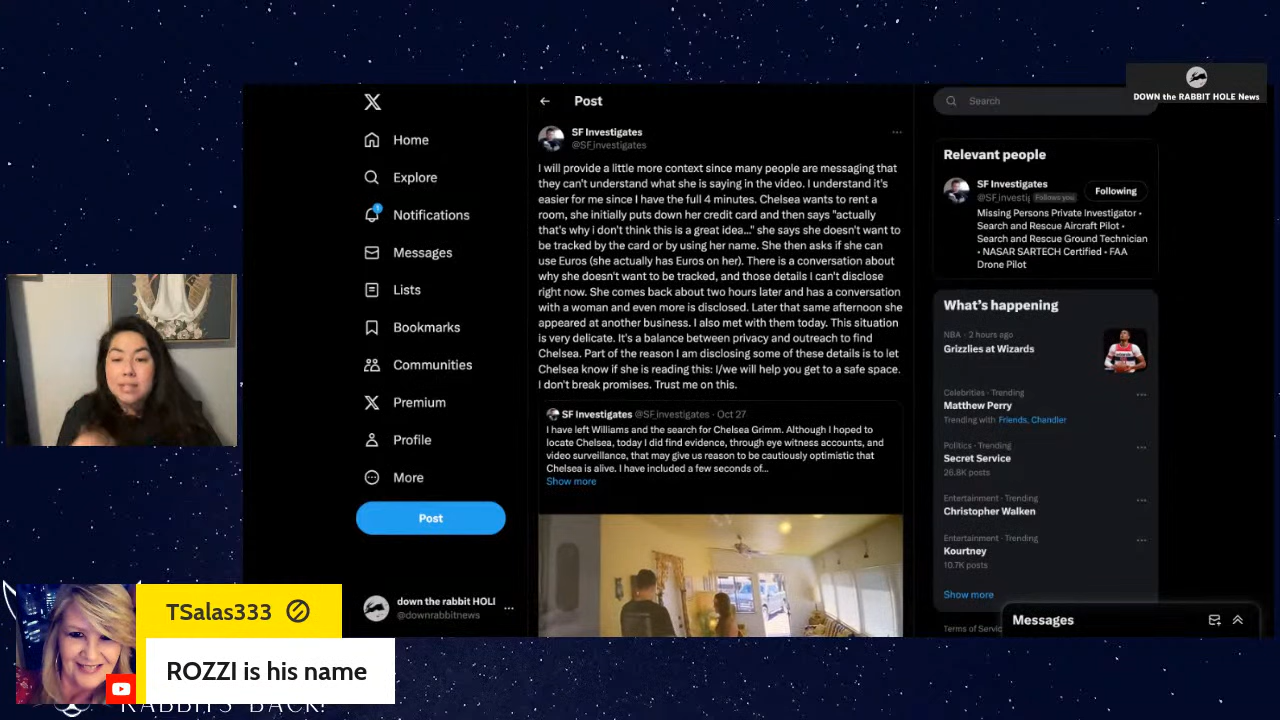 DOWN the RABBIT HOLE News
Home
Explore
1
Notifications
Messages
Lists
Bookmarks
Communities
Premium
Profile
More
Post
down the rabbit HOLE
@downrabbitnews
Post
SF Investigates
@SF_investigates
I will provide a little more context since many people are messaging that
they can't understand what she is saying in the video. I understand it's
easier for me since I have the full 4 minutes. Chelsea wants to rent a
room, she initially puts down her credit card and then says "actually
that's why i don't think this is a great idea..." she says she doesn't want to
be tracked by the card or by using her name. She then asks if she can
use Euros (she actually has Euros on her). There is a conversation about
why she doesn't want to be tracked, and those details I can't disclose
right now. She comes back about two hours later and has a conversation
with a woman and even more is disclosed. Later that same afternoon she
appeared at another business. I also met with them today. This situation
is very delicate. It's a balance between privacy and outreach to find
Chelsea. Part of the reason I am disclosing some of these details is to let
Chelsea know if she is reading this: I/we will help you get to a safe space.
I don't break promises. Trust me on this.
SF Investigates @SF_investigates · Oct 27
I have left Williams and the search for Chelsea Grimm. Although I hoped to
locate Chelsea, today I did find evidence, through eye witness accounts, and
video surveillance, that may give us reason to be cautiously optimistic that
Chelsea is alive. I have included a few seconds of...
Show more
Search
Relevant people
SF Investigates
@SF_investig Follows you
Following
Missing Persons Private Investigator •
Search and Rescue Aircraft Pilot •
Search and Rescue Ground Technician
• NASAR SARTECH Certified • FAA
Drone Pilot
What's happening
NBA · 2 hours ago
Grizzlies at Wizards
Celebrities · Trending
Matthew Perry
Trending with Friends, Chandler
Politics · Trending
Secret Service
26.8K posts
Entertainment · Trending
Christopher Walken
Entertainment · Trending
Kourtney
10.7K posts
Show more
Terms of Servic
Messages
TSalas333
ROZZI is his name
RABBITS BACK!